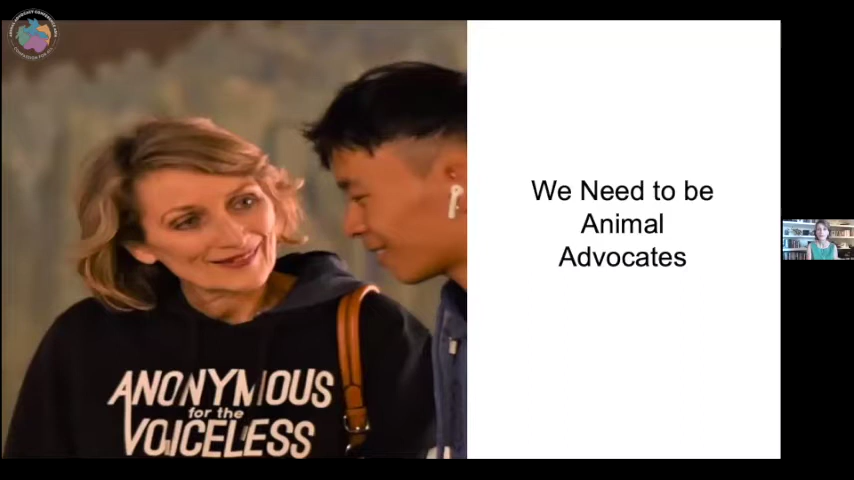 We Need to be
Animal
Advocates
ANONYMOUS
for the
VOICELESS